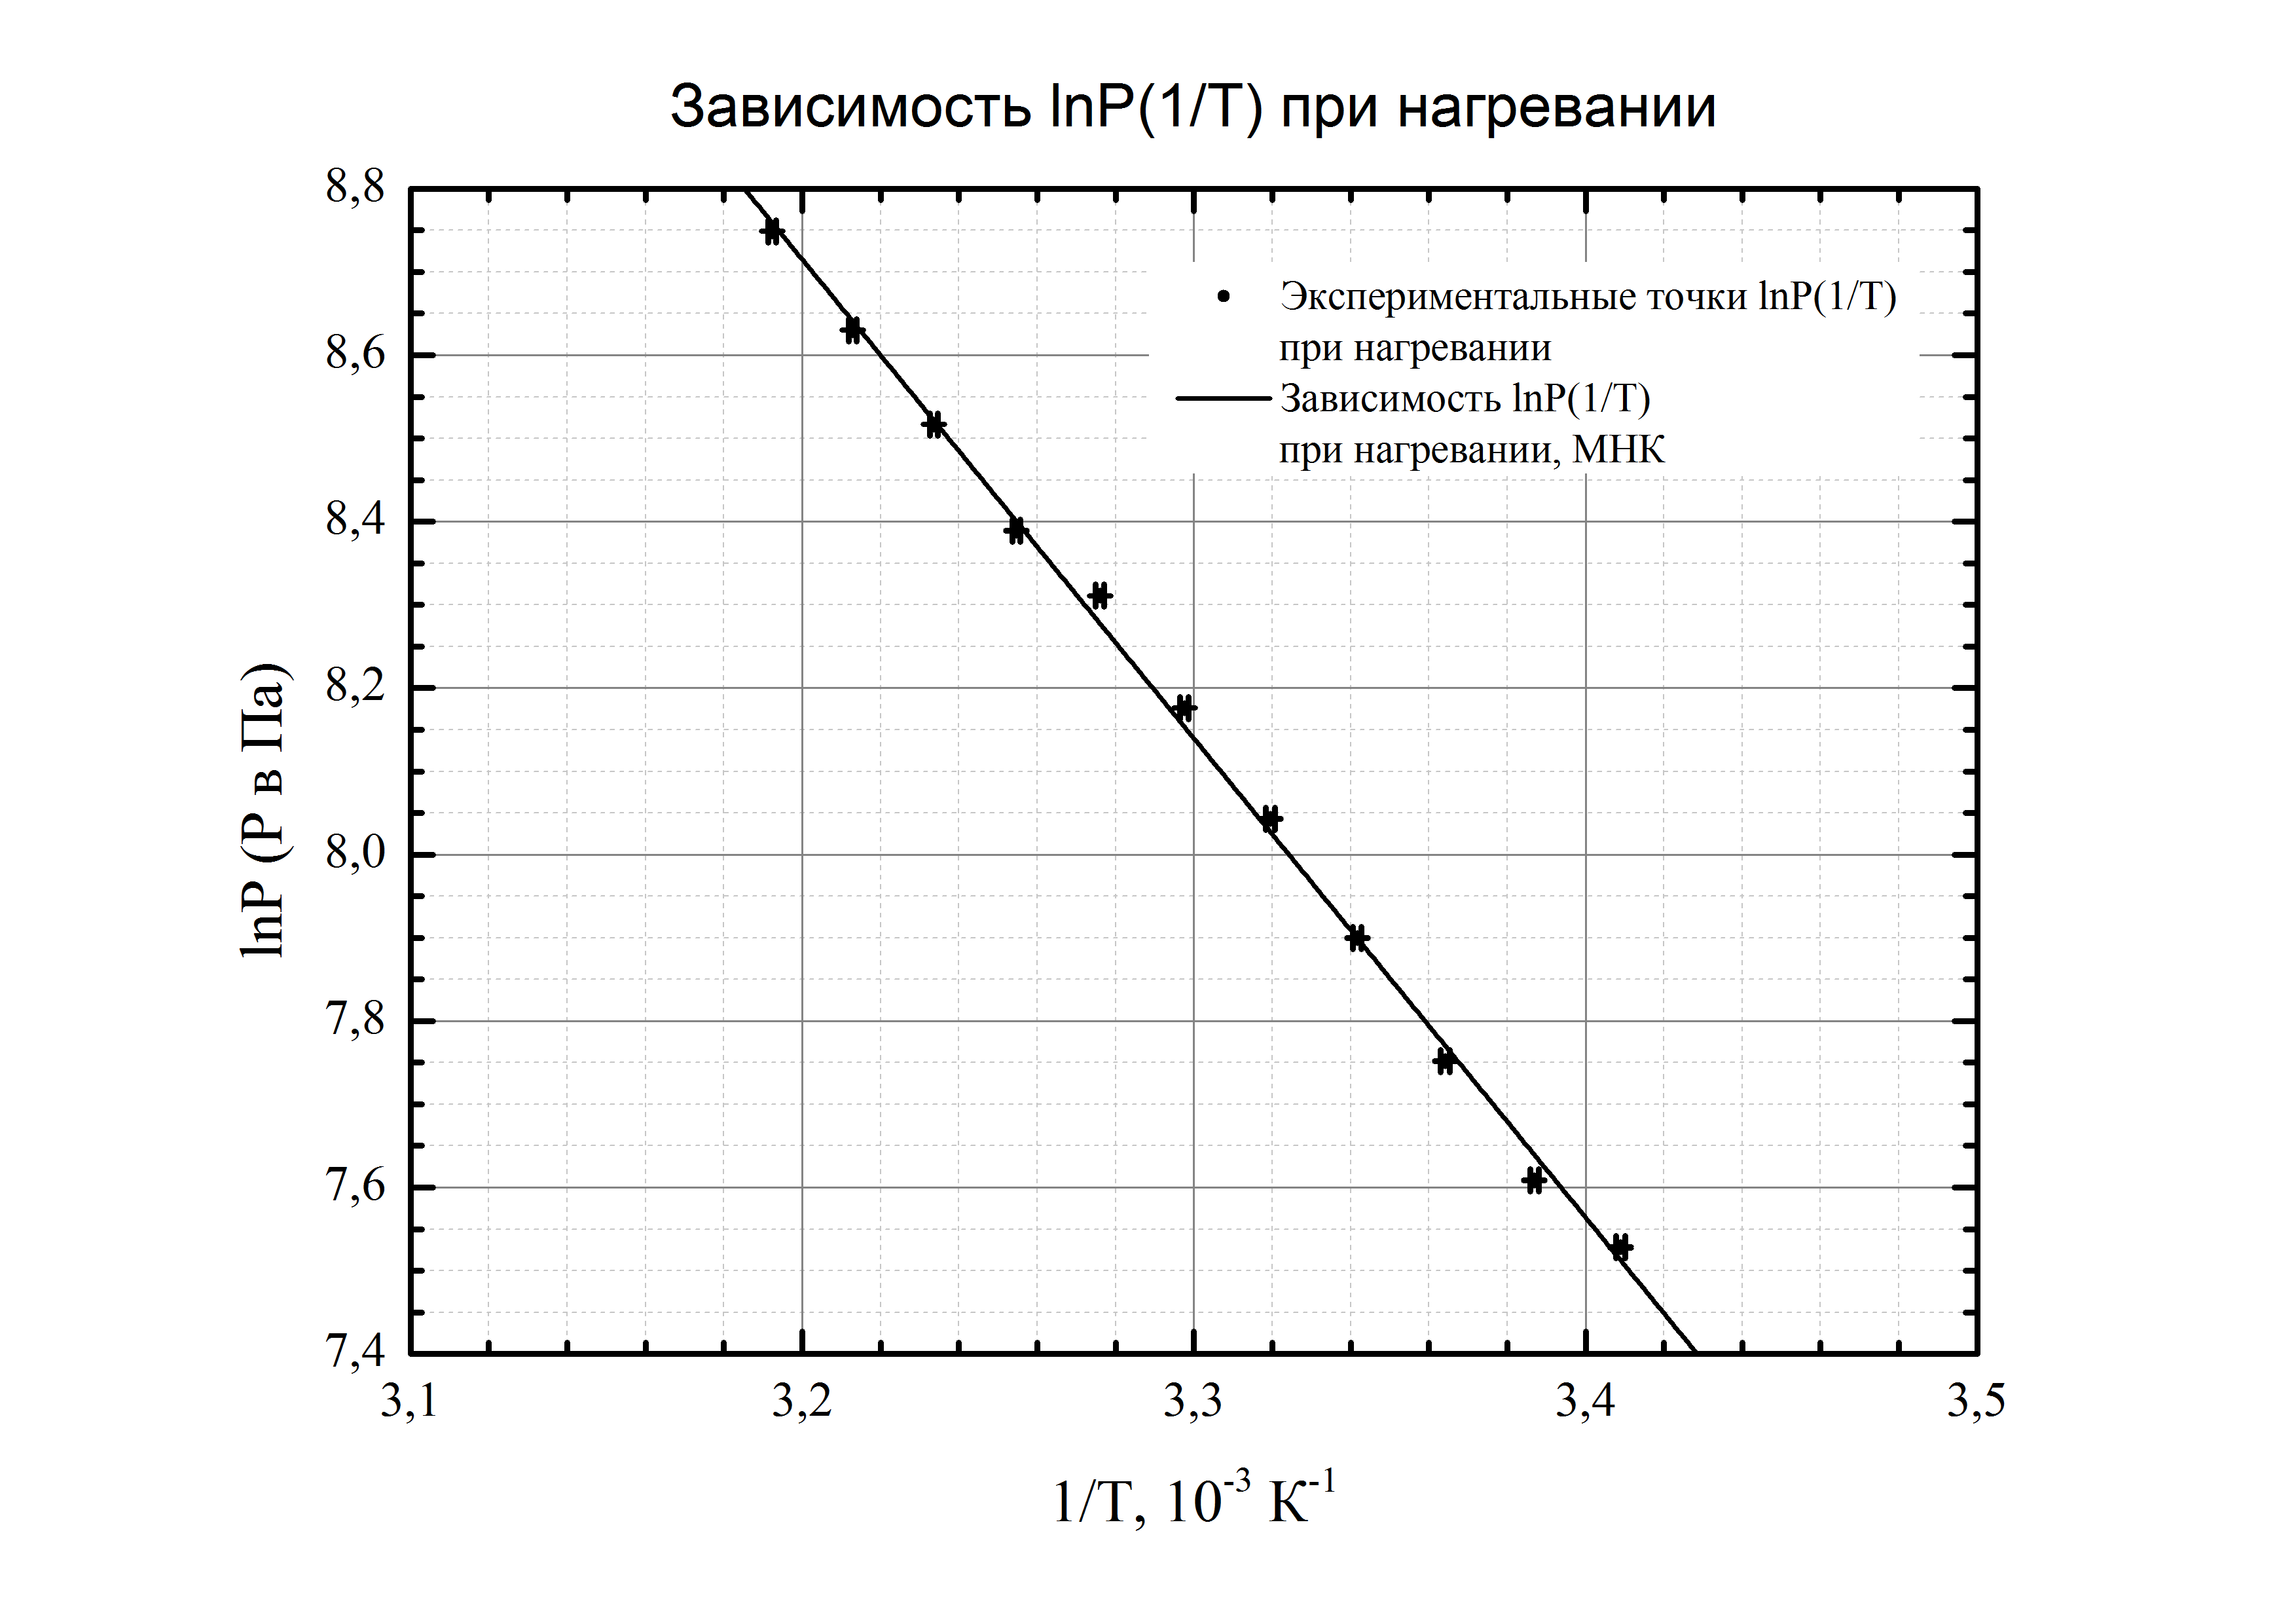 Зависимость lnP(1/T) при нагревании
8,8
8,6
8,4
8,2
8,0
7,8
7,6
7,4
lnP (P в Па)
Экспериментальные точки lnP(1/T)
при нагревании
Зависимость lnP(1/T)
при нагревании, МНК
3,1 3,2 3,3 3,4 3,5
1/T, 10⁻³ К⁻¹